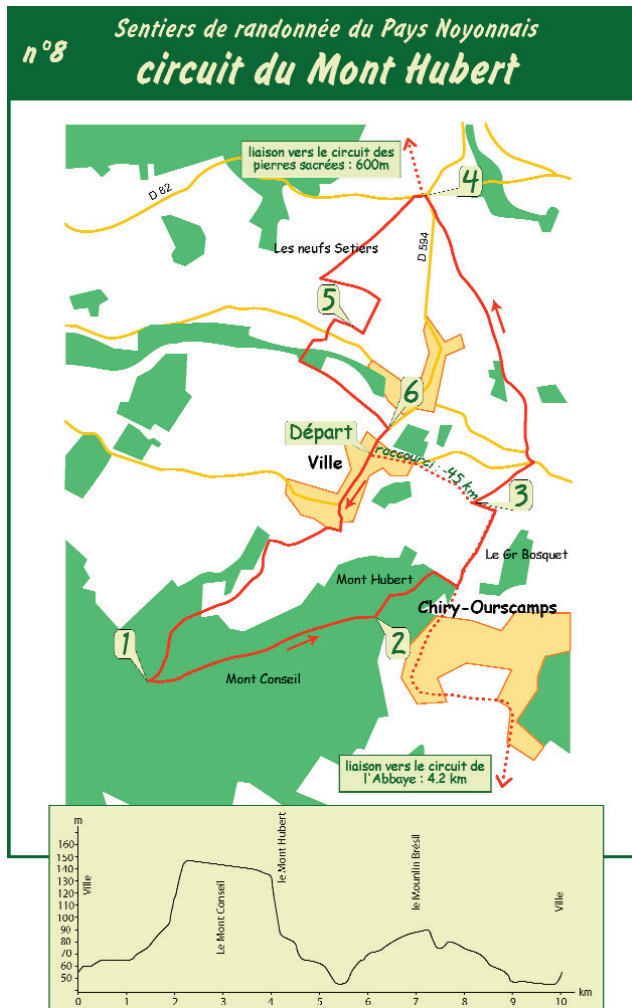 Sentiers de randonnée du Pays Noyonnais
n°8
circuit du Mont Hubert
liaison vers le circuit des
pierres sacrées : 600m
D 82
4
Les neufs Setiers
D 594
5
6
Départ
Ville
raccourci : -45 km
3
Le Gr Bosquet
Mont Hubert
Chiry-Ourscamps
1
2
Mont Conseil
liaison vers le circuit de
l'Abbaye : 4.2 km
m
160
150
140
130
120
110
100
90
80
70
60
50
Ville
Le Mont Conseil
le Mont Hubert
le Mounlin Brésil
Ville
0 1 2 3 4 5 6 7 8 9 10
km